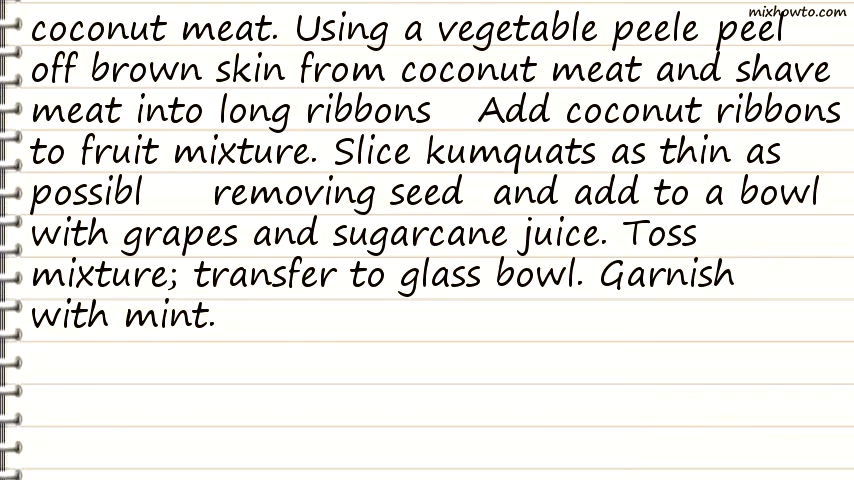 mixhowto.com
coconut meat. Using a vegetable peele peel
off brown skin from coconut meat and shave
meat into long ribbons Add coconut ribbons
to fruit mixture. Slice kumquats as thin as
possibl removing seed and add to a bowl
with grapes and sugarcane juice. Toss
mixture; transfer to glass bowl. Garnish
with mint.